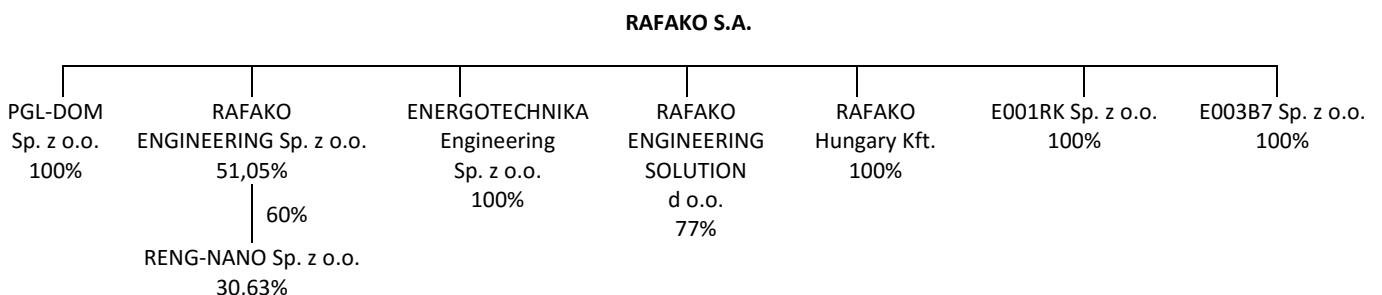 RAFAKO S.A.
PGL-DOM
Sp. z o.o.
100%
RAFAKO
ENGINEERING Sp. z o.o.
51,05%
60%
RENG-NANO Sp. z o.o.
30,63%
ENERGOTECHNIKA
Engineering
Sp. z o.o.
100%
RAFAKO
ENGINEERING
SOLUTION
d o.o.
77%
RAFAKO
Hungary Kft.
100%
E001RK Sp. z o.o.
100%
E003B7 Sp. z o.o.
100%